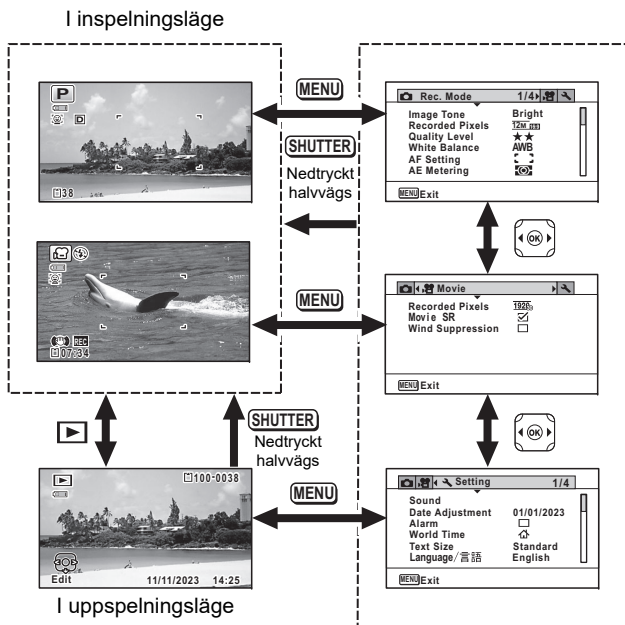 I inspelningsläge
P
D
38
MENU
SHUTTER
Nedtryckt
halvvägs
Rec. Mode 1/4
Image Tone Bright
Recorded Pixels 12M
Quality Level ★★
White Balance AWB
AF Setting
AE Metering
MENU Exit
OK
REC
07:34
MENU
Movie
Recorded Pixels 1920
Movie SR ☑
Wind Suppression ☐
MENU Exit
OK
SHUTTER
Nedtryckt
halvvägs
100-0038
Edit 11/11/2023 14:25
MENU
Setting 1/4
Sound
Date Adjustment 01/01/2023
Alarm ☐
World Time
Text Size Standard
Language/言語 English
MENU Exit
I uppspelningsläge